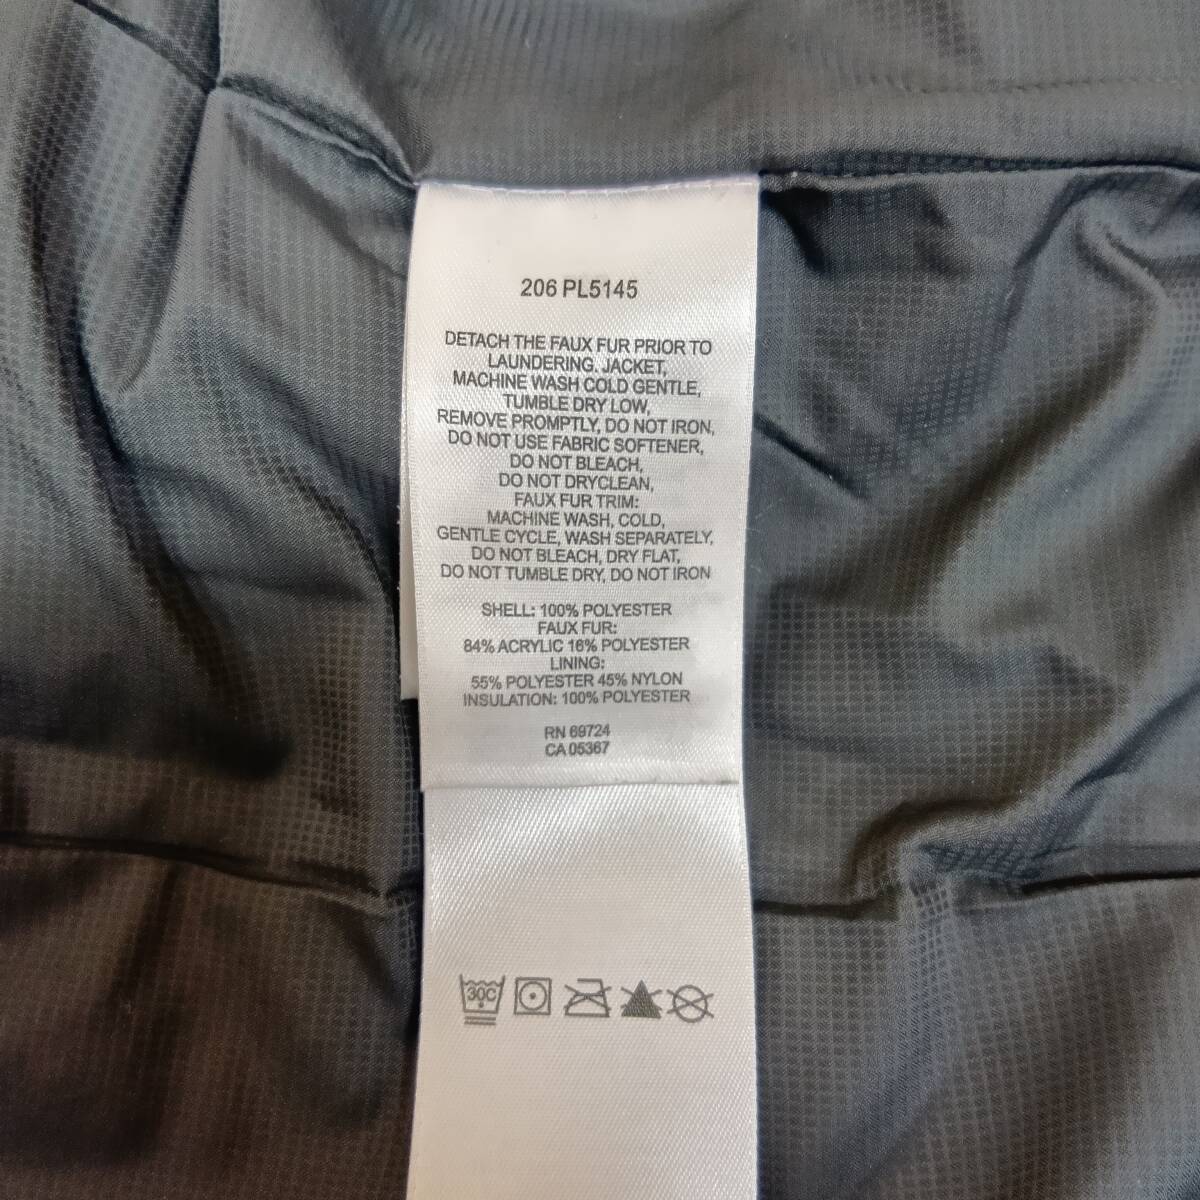 206 PL5145
DETACH THE FAUX FUR PRIOR TO
LAUNDERING. JACKET,
MACHINE WASH COLD GENTLE,
TUMBLE DRY LOW,
REMOVE PROMPTLY, DO NOT IRON,
DO NOT USE FABRIC SOFTENER,
DO NOT BLEACH,
DO NOT DRYCLEAN,
FAUX FUR TRIM:
MACHINE WASH, COLD,
GENTLE CYCLE, WASH SEPARATELY,
DO NOT BLEACH, DRY FLAT,
DO NOT TUMBLE DRY, DO NOT IRON
SHELL: 100% POLYESTER
FAUX FUR:
84% ACRYLIC 16% POLYESTER
LINING:
55% POLYESTER 45% NYLON
INSULATION: 100% POLYESTER
RN 69724
CA 05367
30C